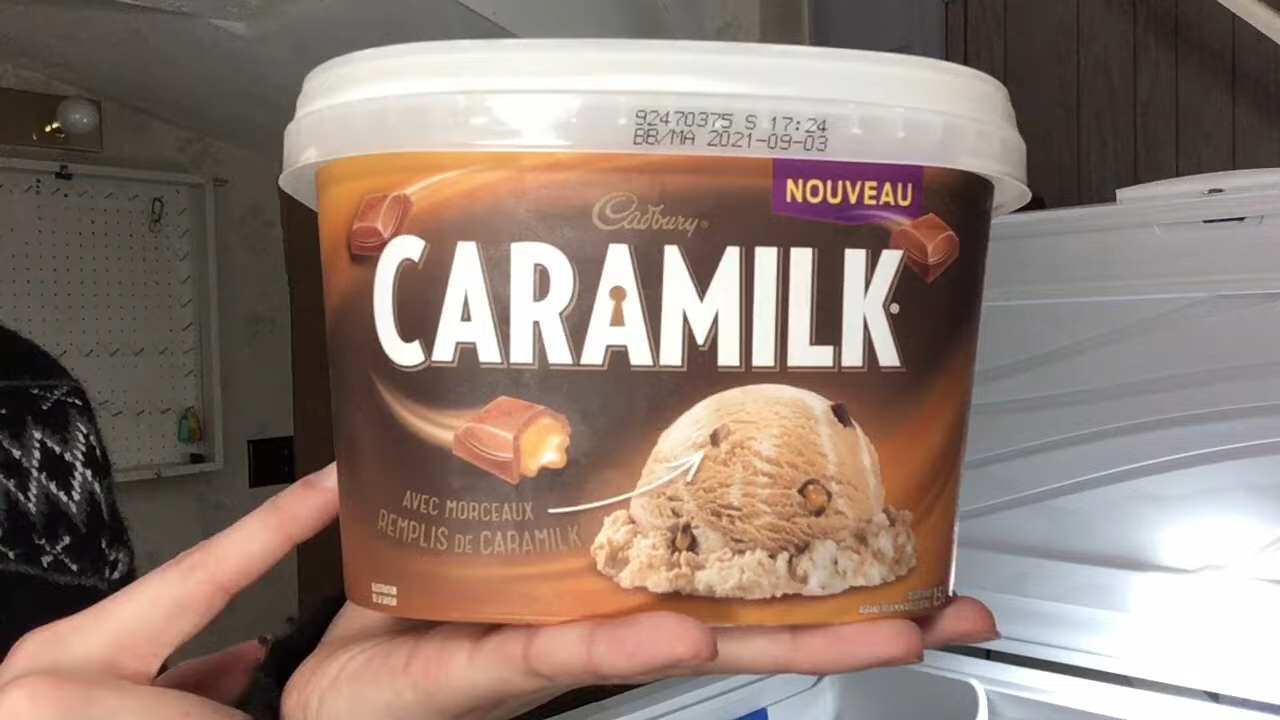 92470375 S 17:24
BB/MA 2021-09-03
NOUVEAU
Cadbury
CARAMILK
AVEC MORCEAUX
REMPLIS DE CARAMILK